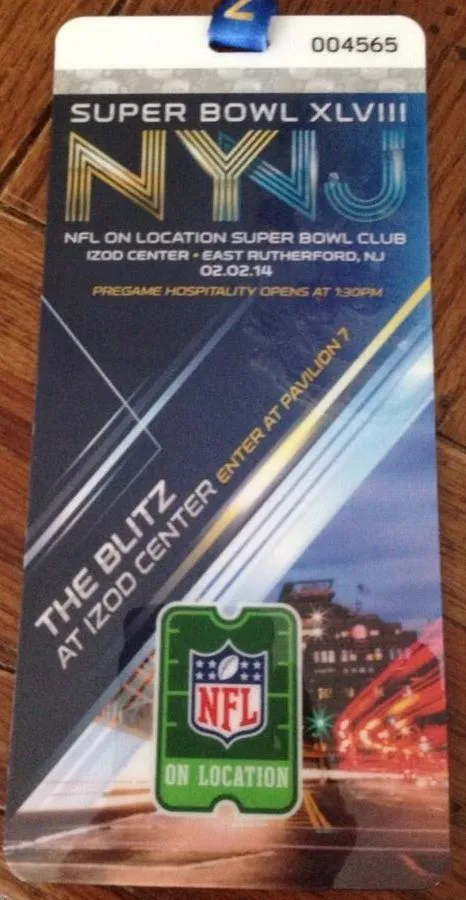 004565
SUPER BOWL XLVIII
NYNJ
NFL ON LOCATION SUPER BOWL CLUB
IZOD CENTER • EAST RUTHERFORD, NJ
02.02.14
PREGAME HOSPITALITY OPENS AT 1:30PM
THE BLITZ
AT IZOD CENTER ENTER AT PAVILION 7
NFL
ON LOCATION